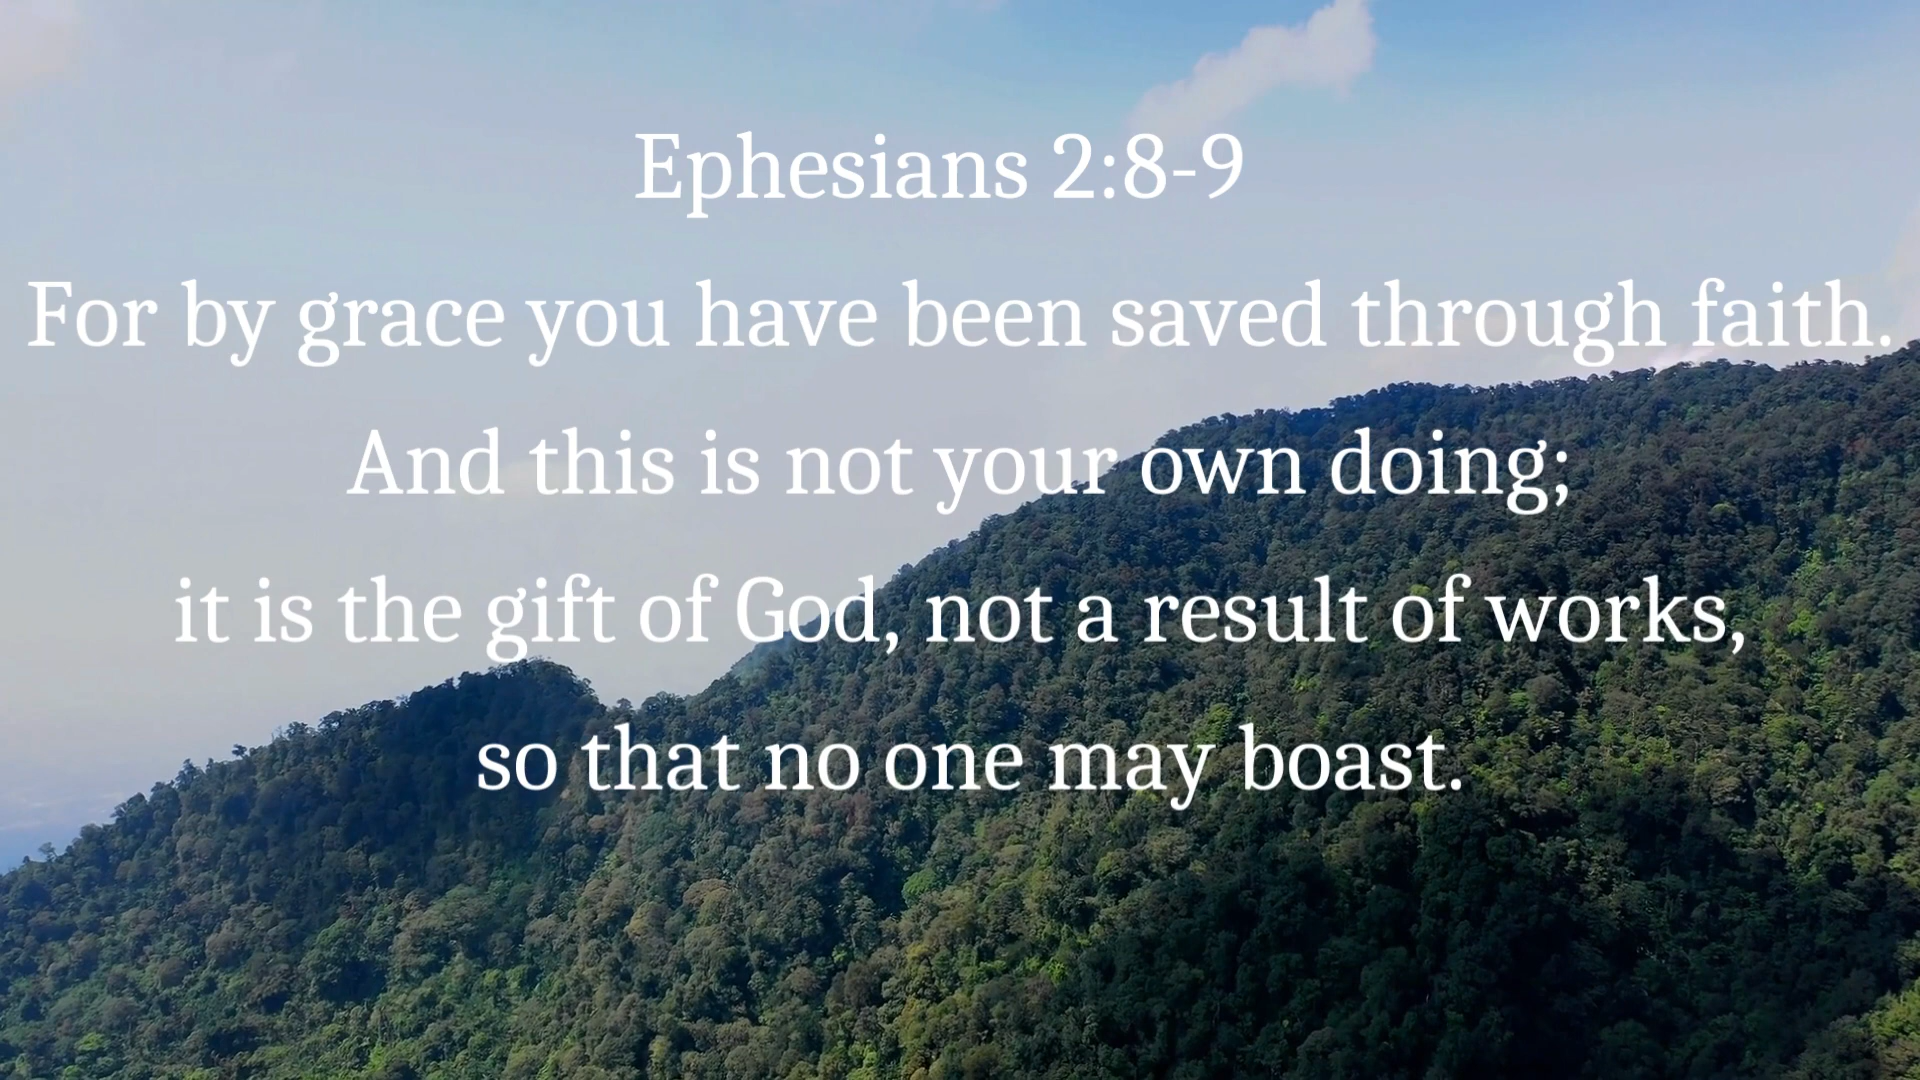 Ephesians 2:8-9
For by grace you have been saved through faith.
And this is not your own doing;
it is the gift of God, not a result of works,
so that no one may boast.